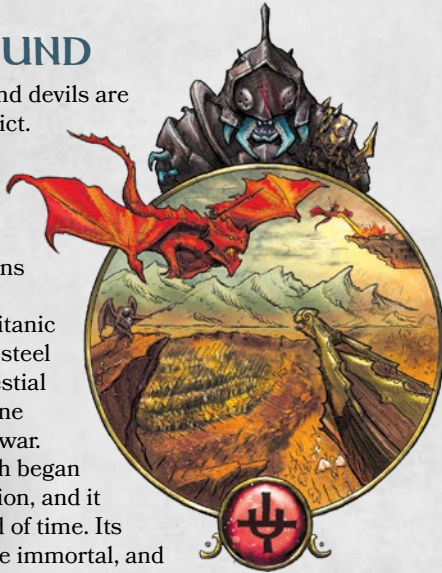 UND
nd devils are
ict.
ns
itanic
steel
estial
ne
war.
h began
ion, and it
d of time. Its
e immortal, and